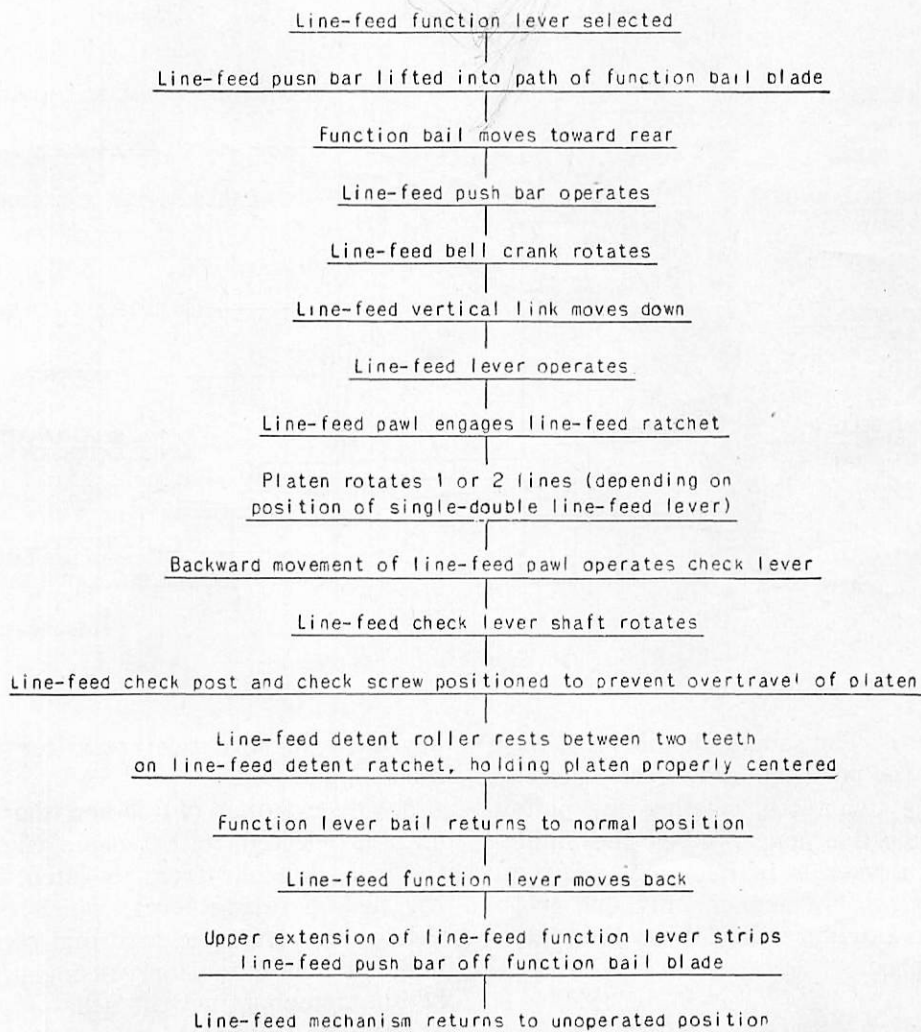 Line-feed function lever selected
Line-feed pusn bar lifted into path of function bail blade
Function bail moves toward rear
Line-feed push bar operates
Line-feed bell crank rotates
Line-feed vertical link moves down
Line-feed lever operates
Line-feed pawl engages line-feed ratchet
Platen rotates 1 or 2 lines (depending on
position of single-double line-feed lever)
Backward movement of line-feed pawl operates check lever
Line-feed check lever shaft rotates
Line-feed check post and check screw positioned to prevent overtravel of platen
Line-feed detent roller rests between two teeth
on line-feed detent ratchet, holding platen properly centered
Function lever bail returns to normal position
Line-feed function lever moves back
Upper extension of line-feed function lever strips
line-feed push bar off function bail blade
Line-feed mechanism returns to unoperated position